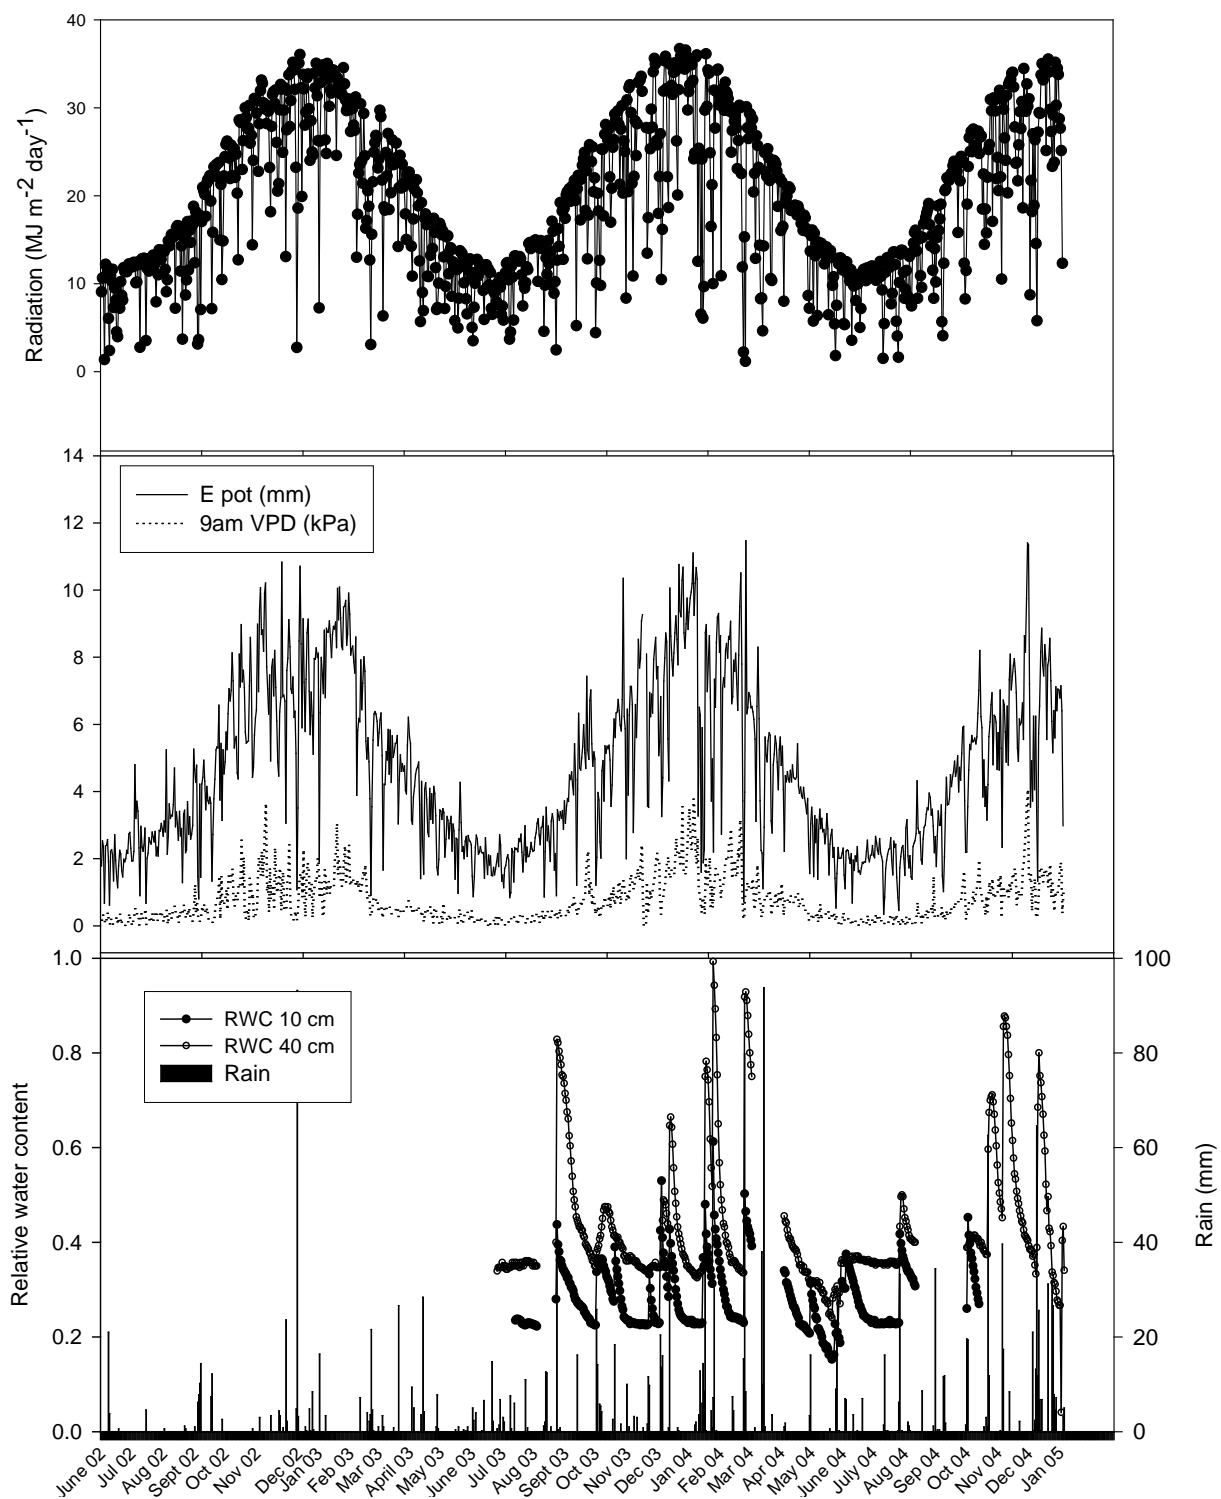 40
30
20
10
0
Radiation (MJ m-2 day-1)
14
12
10
8
6
4
2
0
E pot (mm)
9am VPD (kPa)
1.0
0.8
0.6
0.4
0.2
0.0
Relative water content
RWC 10 cm
RWC 40 cm
Rain
100
80
60
40
20
0
Rain (mm)
June 02
Jul 02
Aug 02
Sept 02
Oct 02
Nov 02
Dec 02
Jan 03
Feb 03
Mar 03
April 03
May 03
June 03
Jul 03
Aug 03
Sept 03
Oct 03
Nov 03
Dec 03
Jan 04
Feb 04
Mar 04
Apr 04
May 04
June 04
July 04
Aug 04
Sep 04
Oct 04
Nov 04
Dec 04
Jan 05